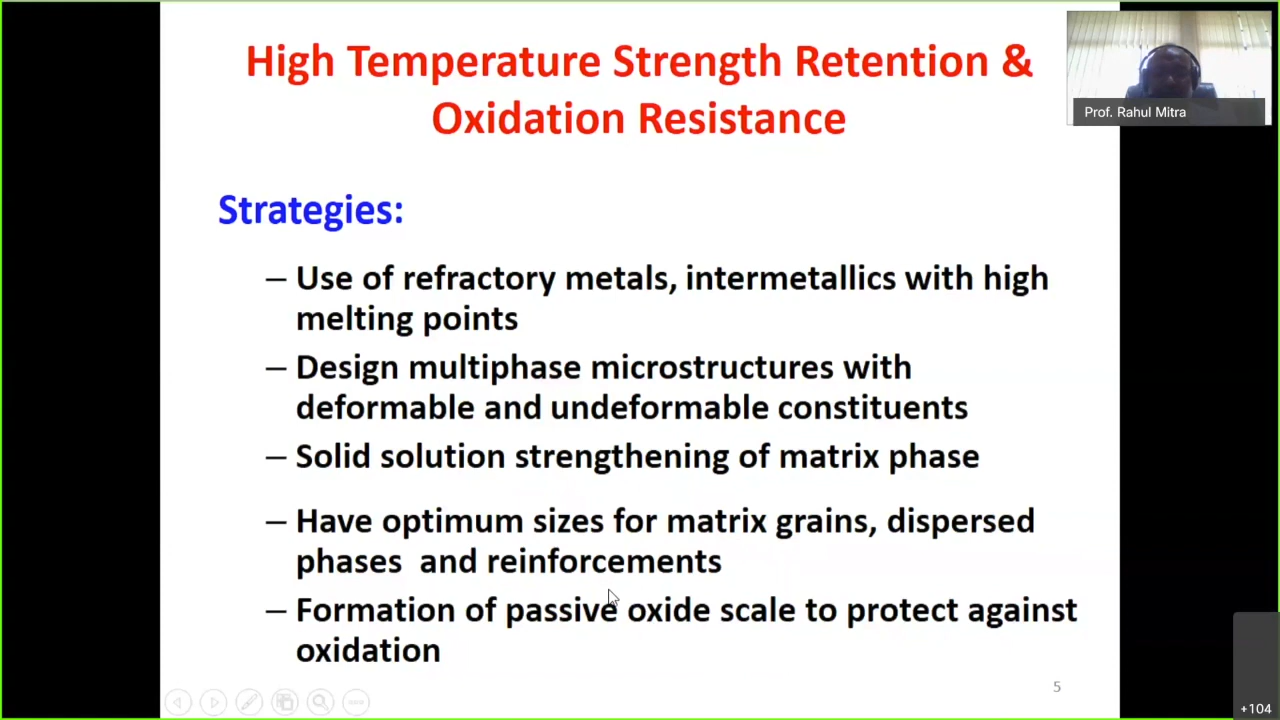 High Temperature Strength Retention &
Oxidation Resistance
Prof. Rahul Mitra
Strategies:
– Use of refractory metals, intermetallics with high
melting points
– Design multiphase microstructures with
deformable and undeformable constituents
– Solid solution strengthening of matrix phase
– Have optimum sizes for matrix grains, dispersed
phases and reinforcements
– Formation of passive oxide scale to protect against
oxidation
5
+104